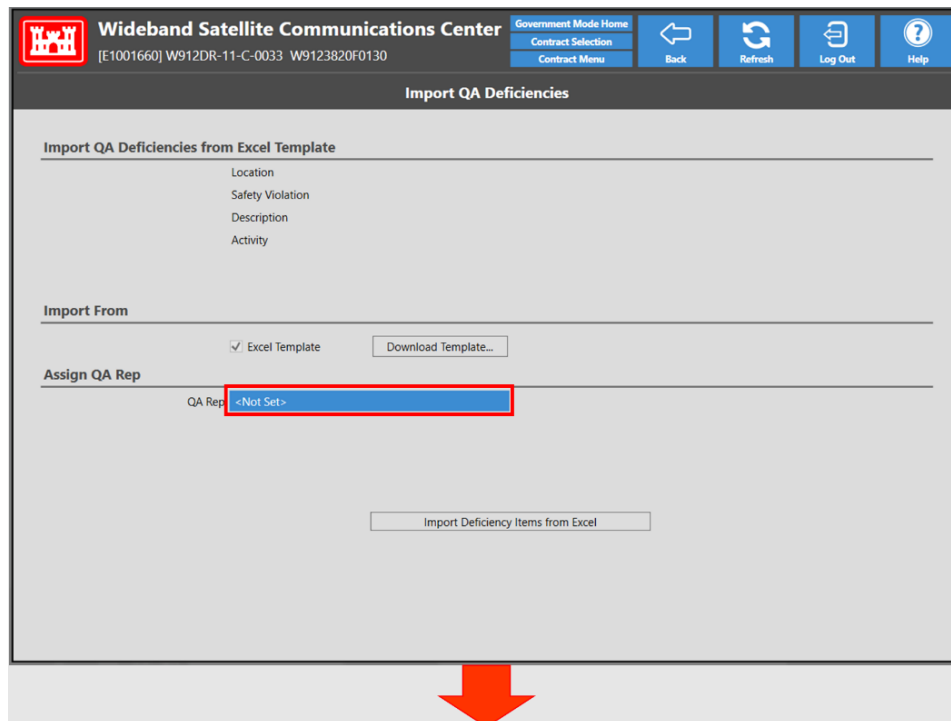 Wideband Satellite Communications Center
[E1001660] W912DR-11-C-0033 W9123820F0130
Government Mode Home
Contract Selection
Contract Menu
Back
Refresh
Log Out
? Help
Import QA Deficiencies
Import QA Deficiencies from Excel Template
Location
Safety Violation
Description
Activity
Import From
Excel Template
Download Template...
Assign QA Rep
QA Rep <Not Set>
Import Deficiency Items from Excel